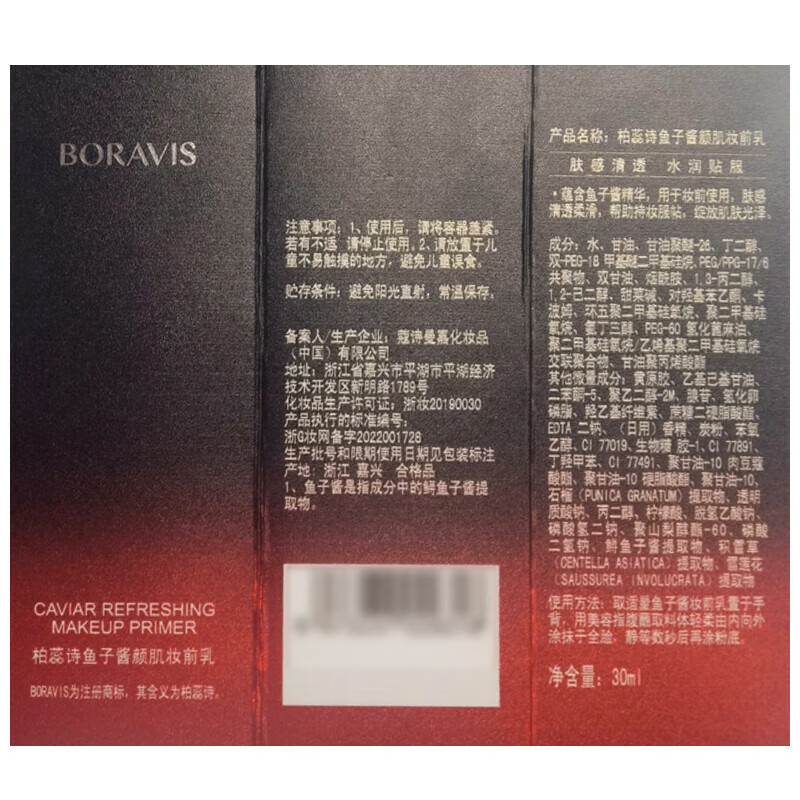 BORAVIS
CAVIAR REFRESHING
MAKEUP PRIMER
柏蕊诗鱼子酱颜肌妆前乳
BORAVIS为注册商标，其含义为柏蕊诗。
注意事项：1、使用后，请将容器盖紧。
若有不适 请停止使用。2、请放置于儿
童不易触摸的地方，避免儿童误食。
贮存条件：避免阳光直射，常温保存。
备案人/生产企业：蔻诗曼嘉化妆品
（中国）有限公司
地址：浙江省嘉兴市平湖市平湖经济
技术开发区新明路1789号
化妆品生产许可证：浙妆20190030
产品执行的标准编号：
浙G妆网备字2022001728
生产批号和限期使用日期见包装标注
产地：浙江 嘉兴 合格品
1、鱼子酱是指成分中的鲟鱼子酱提
取物。
产品名称：柏蕊诗鱼子酱颜肌妆前乳
肤感清透 水润贴服
·蕴含鱼子酱精华，用于妆前使用，肤感
清透柔滑，帮助持妆服帖，绽放肌肤光泽。
成分：水、甘油、甘油聚醚-26、丁二醇、
双-PEG-18 甲基醚二甲基硅烷、PEG/PPG-17/6
共聚物、双甘油、烟酰胺、1,3-丙二醇、
1,2-已二醇、甜菜碱、对羟基苯乙酮、卡
波姆、环五聚二甲基硅氧烷、聚二甲基硅
氧烷、氨丁三醇、PEG-60 氢化蓖麻油、
聚二甲基硅氧烷/乙烯基聚二甲基硅氧烷
交联聚合物、甘油聚丙烯酸酯
其他微量成分：黄原胶、乙基己基甘油、
二苯酮-5、聚乙二醇-2M、腺苷、氢化卵
磷脂、羟乙基纤维素、蔗糖二硬脂酸酯、
EDTA 二钠、（日用）香精、炭粉、苯氧
乙醇、CI 77019、生物糖 胶-1、CI 77891、
丁羟甲苯、CI 77491、聚甘油-10 肉豆蔻
酸酯、聚甘油-10 硬脂酸酯、聚甘油-10、
石榴（PUNICA GRANATUM）提取物、透明
质酸钠、丙二醇、柠檬酸、脱氢乙酸钠、
磷酸氢二钠、聚山梨醇酯-60、磷酸
二氢钠、鲟鱼子酱提取物、积雪草
（CENTELLA ASIATICA）提取物、雪莲花
（SAUSSUREA INVOLUCRATA）提取物
使用方法：取适量鱼子酱妆前乳置于手
背，用美容指腹蘸取料体轻柔由内向外
涂抹于全脸，静等数秒后再涂粉底。
净含量：30ml